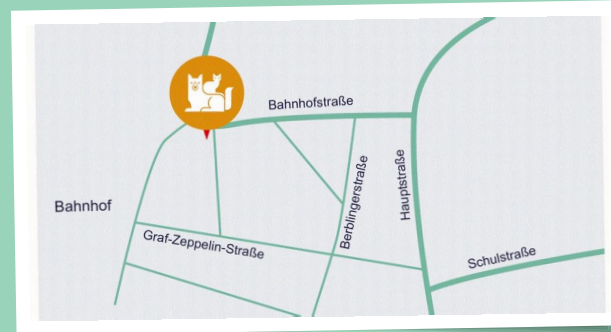 Bahnhofstraße
Bahnhof
Graf-Zeppelin-Straße
Berblingerstraße
Hauptstraße
Schulstraße